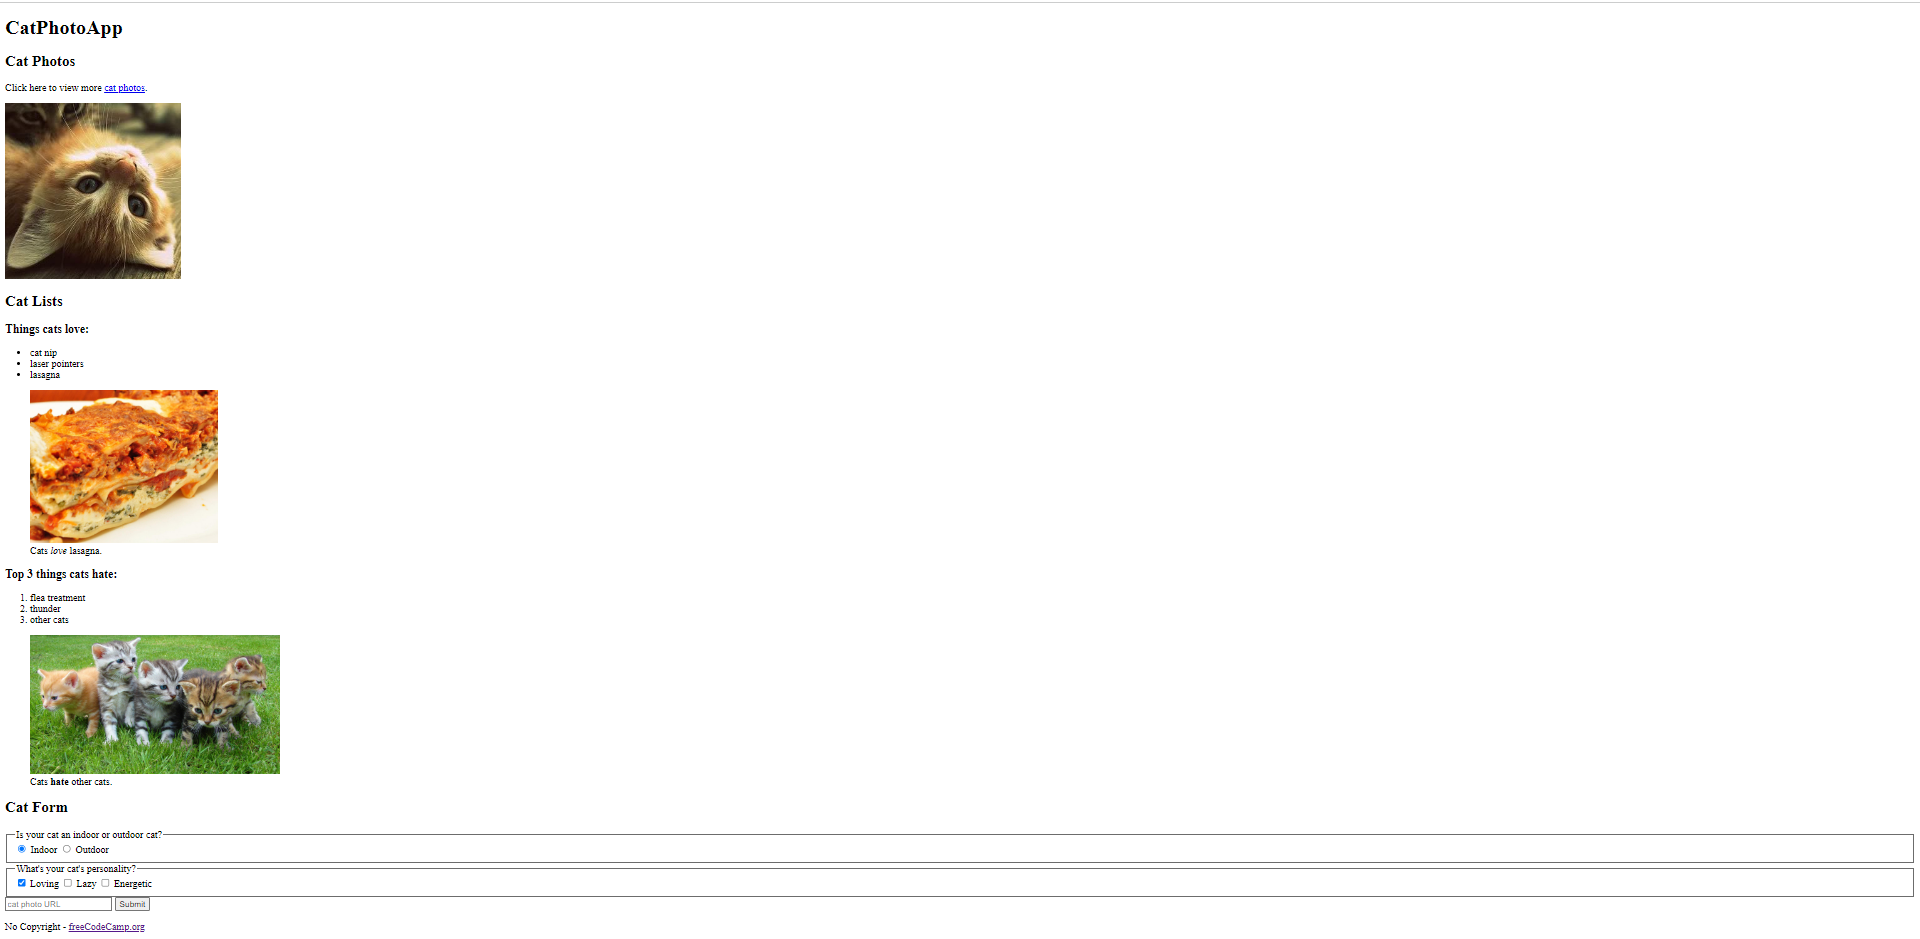 CatPhotoApp
Cat Photos
Click here to view more cat photos.
Cat Lists
Things cats love:
cat nip
laser pointers
lasagna
Cats love lasagna.
Top 3 things cats hate:
1. flea treatment
2. thunder
3. other cats
Cats hate other cats.
Cat Form
Is your cat an indoor or outdoor cat?
Indoor Outdoor
What's your cat's personality?
Loving Lazy Energetic
cat photo URL Submit
No Copyright - freeCodeCamp.org